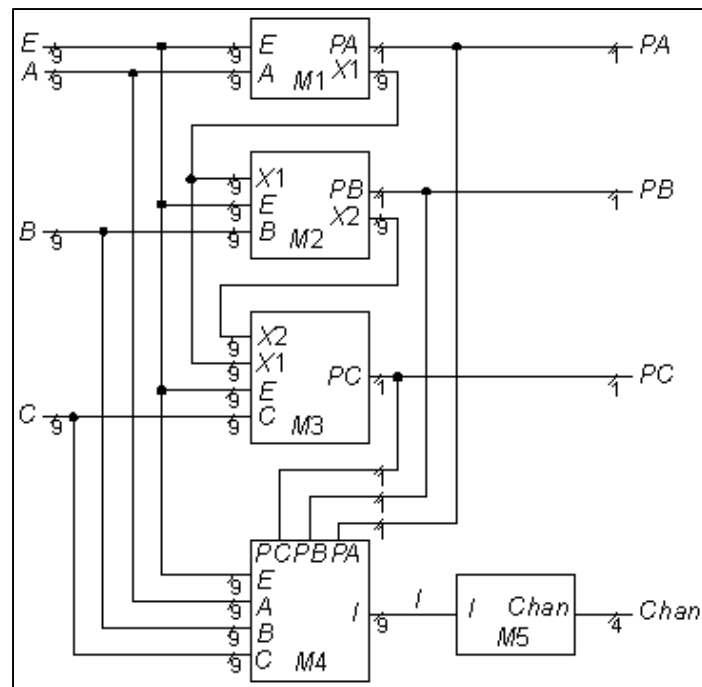 E 9 9 E PA 1 1 PA
A 9 9 A X1 9
M1
9 X1
PB 1 1 PB
9 E
X2 9
B 9 9 B
M2
9 X2
9 X1
PC 1 1 PC
9 E
C 9 9 C
M3
1
1
1
PC PB PA
9 E
9 A I 9 I I Chan 4 Chan
9 B
M5
9 C M4